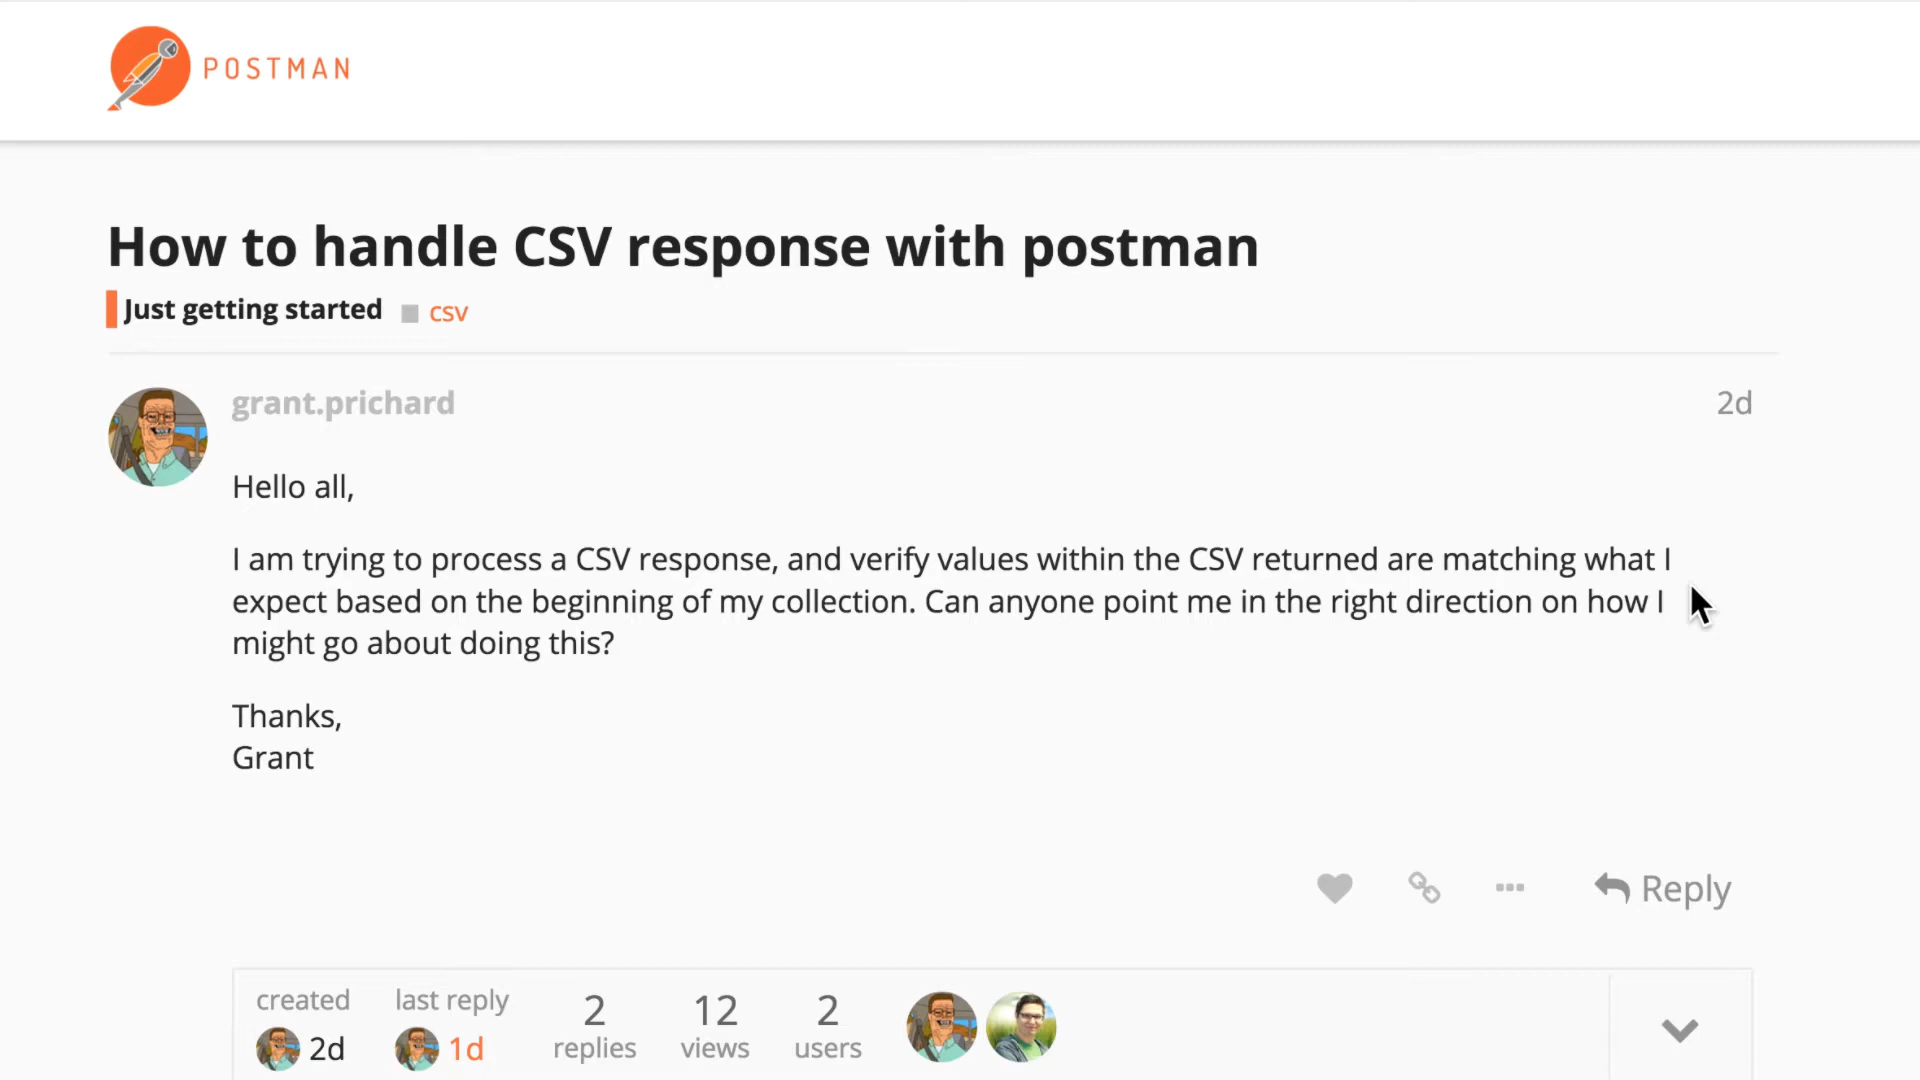 POSTMAN
How to handle CSV response with postman
Just getting started csv
grant.prichard 2d
Hello all,
I am trying to process a CSV response, and verify values within the CSV returned are matching what I
expect based on the beginning of my collection. Can anyone point me in the right direction on how I
might go about doing this?
Thanks,
Grant
Reply
created last reply 2 12 2
2d 1d replies views users